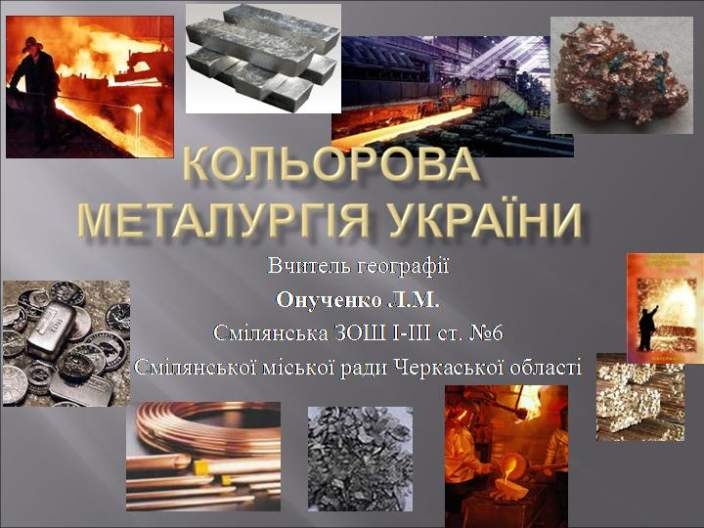 КОЛЬОРОВА
МЕТАЛУРГІЯ УКРАЇНИ
Вчитель географії
Онученко Л.М.
Смілянська ЗОШ І-ІІІ ст. №6
Смілянської міської ради Черкаської області